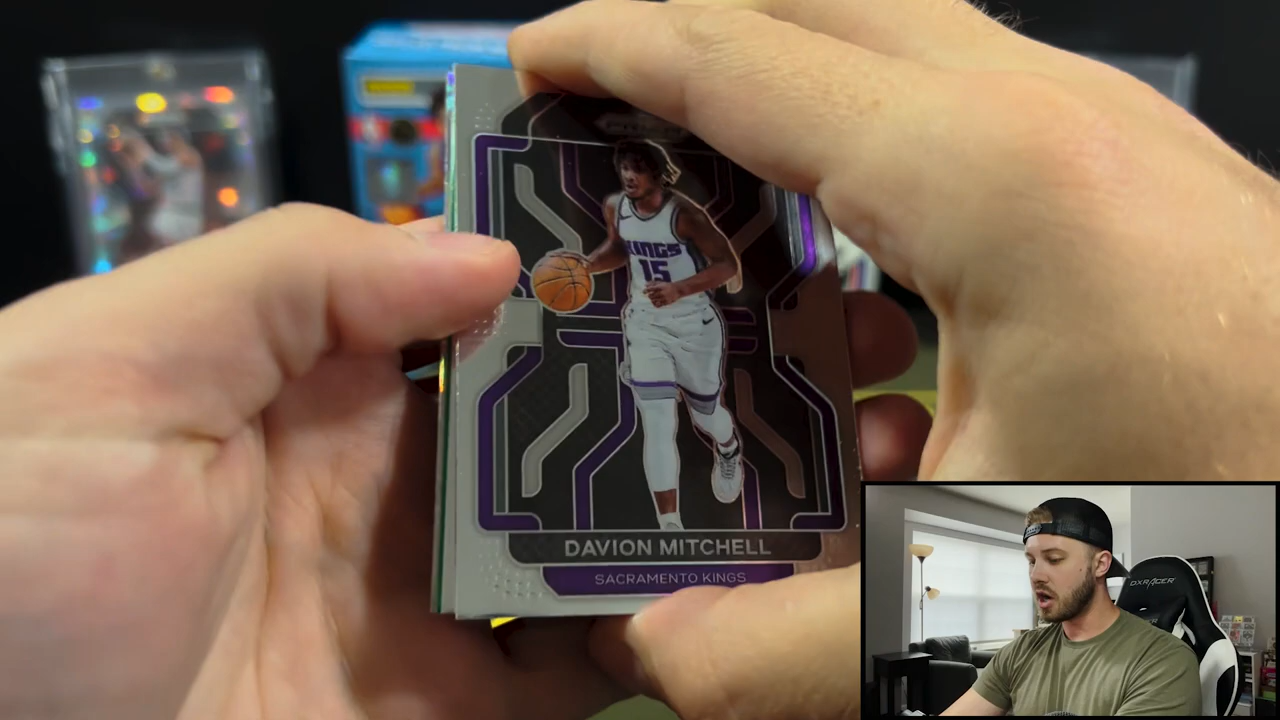 KINGS
15
DAVION MITCHELL
SACRAMENTO KINGS
DXRACER